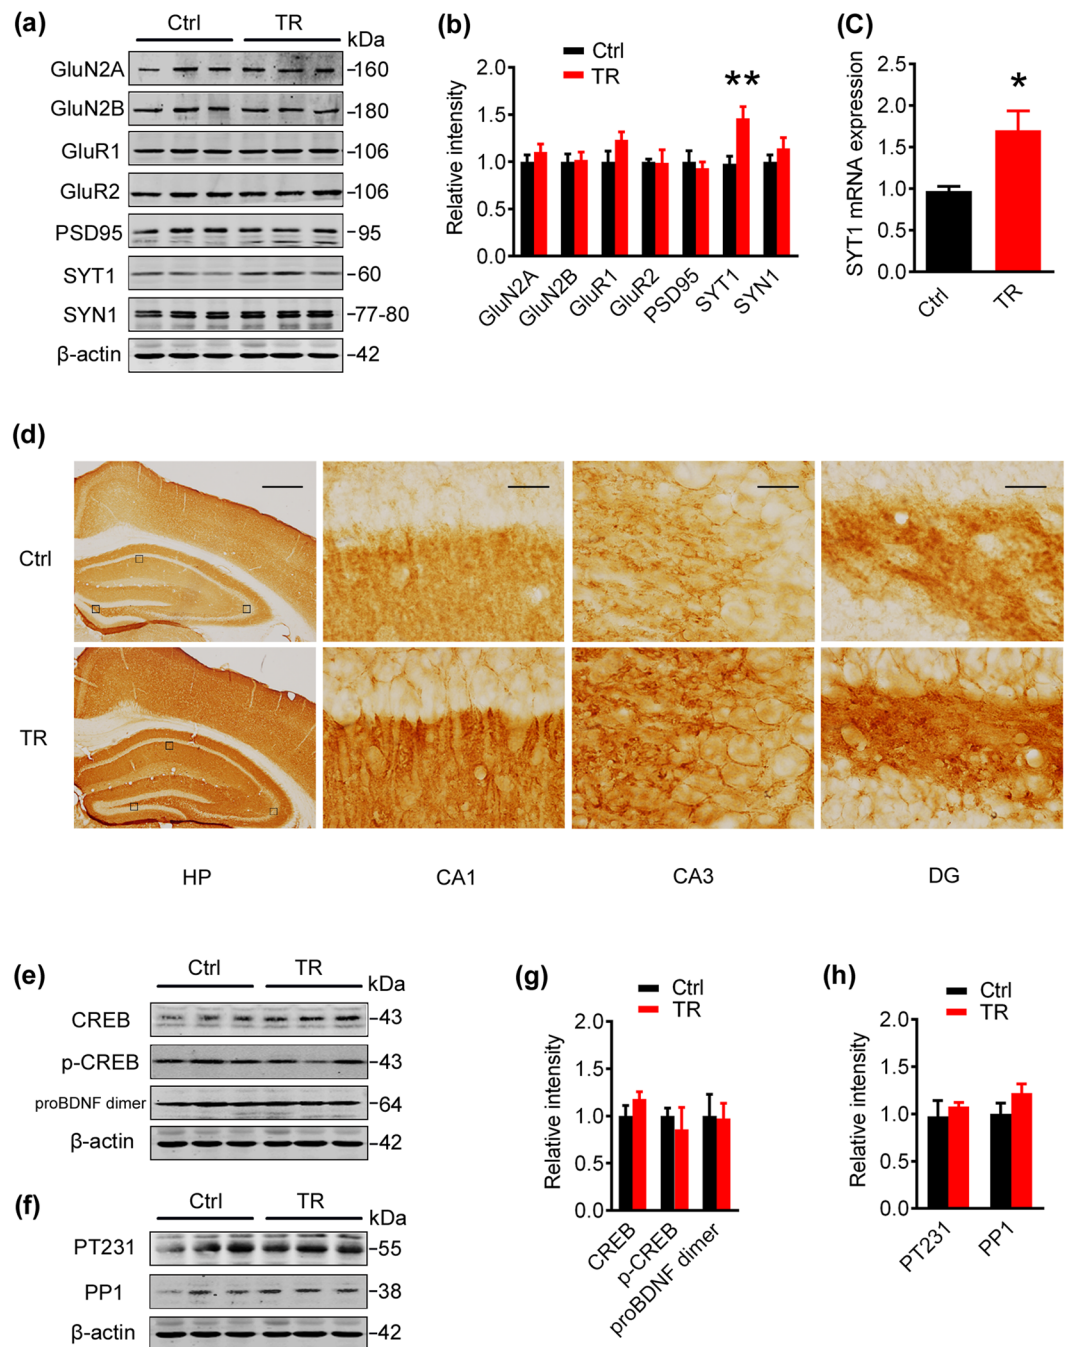 (a)
Ctrl TR
kDa
GluN2A -160
GluN2B -180
GluR1 -106
GluR2 -106
PSD95 -95
SYT1 -60
SYN1 -77-80
β-actin -42
(b)
Ctrl
TR
Relative intensity
2.0
1.5
1.0
0.5
0.0
**
GluN2A GluN2B GluR1 GluR2 PSD95 SYT1 SYN1
(C)
SYT1 mRNA expression
2.5
2.0
1.5
1.0
0.5
0.0
*
Ctrl TR
(d)
Ctrl
TR
HP CA1 CA3 DG
(e)
Ctrl TR
kDa
CREB -43
p-CREB -43
proBDNF dimer -64
β-actin -42
(f)
Ctrl TR
kDa
PT231 -55
PP1 -38
β-actin -42
(g)
Ctrl
TR
Relative intensity
2.0
1.5
1.0
0.5
0.0
CREB p-CREB proBDNF dimer
(h)
Ctrl
TR
Relative intensity
2.0
1.5
1.0
0.5
0.0
PT231 PP1